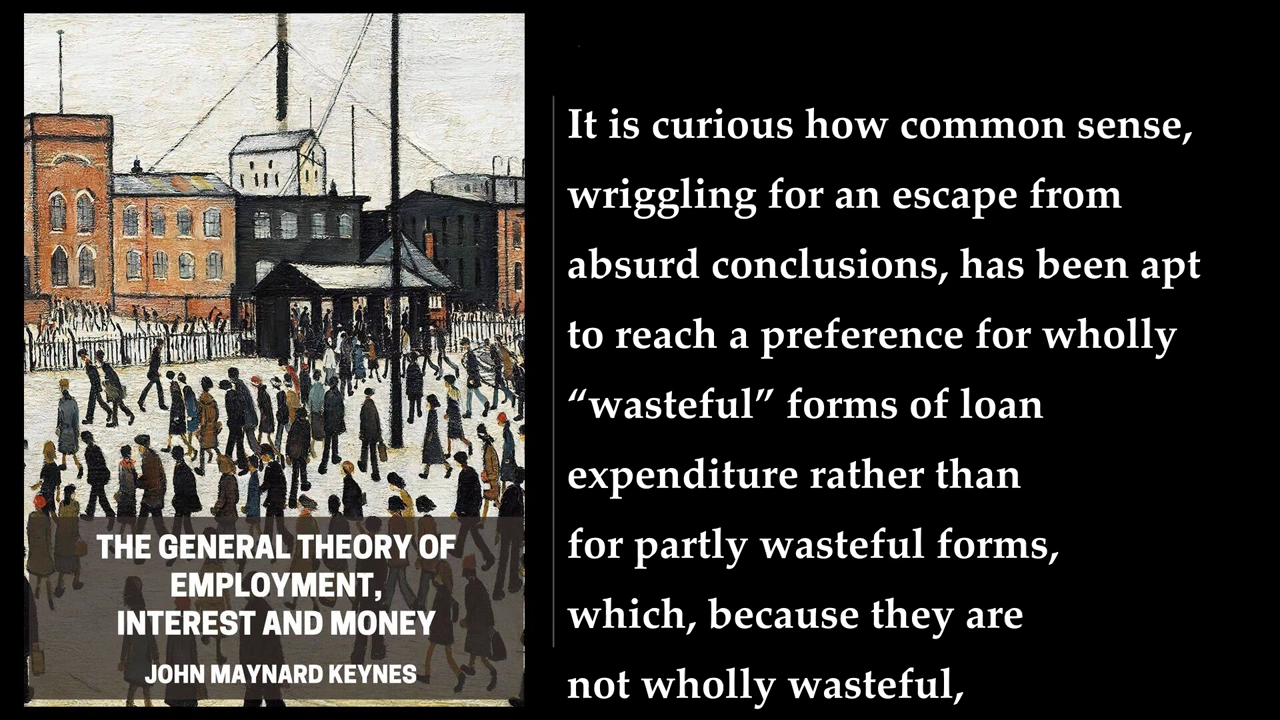 THE GENERAL THEORY OF
EMPLOYMENT,
INTEREST AND MONEY
JOHN MAYNARD KEYNES
It is curious how common sense,
wriggling for an escape from
absurd conclusions, has been apt
to reach a preference for wholly
“wasteful” forms of loan
expenditure rather than
for partly wasteful forms,
which, because they are
not wholly wasteful,